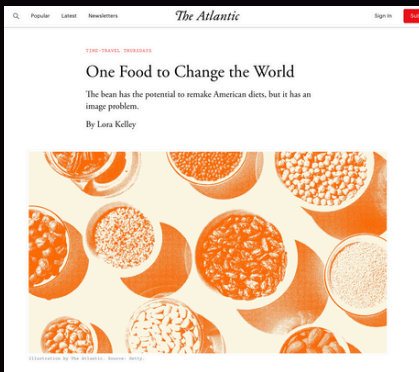 Popular Latest Newsletters The Atlantic Sign In
TIME-TRAVEL THURSDAYS
One Food to Change the World
The bean has the potential to remake American diets, but it has an
image problem.
By Lora Kelley
Illustration by The Atlantic. Source: Getty.